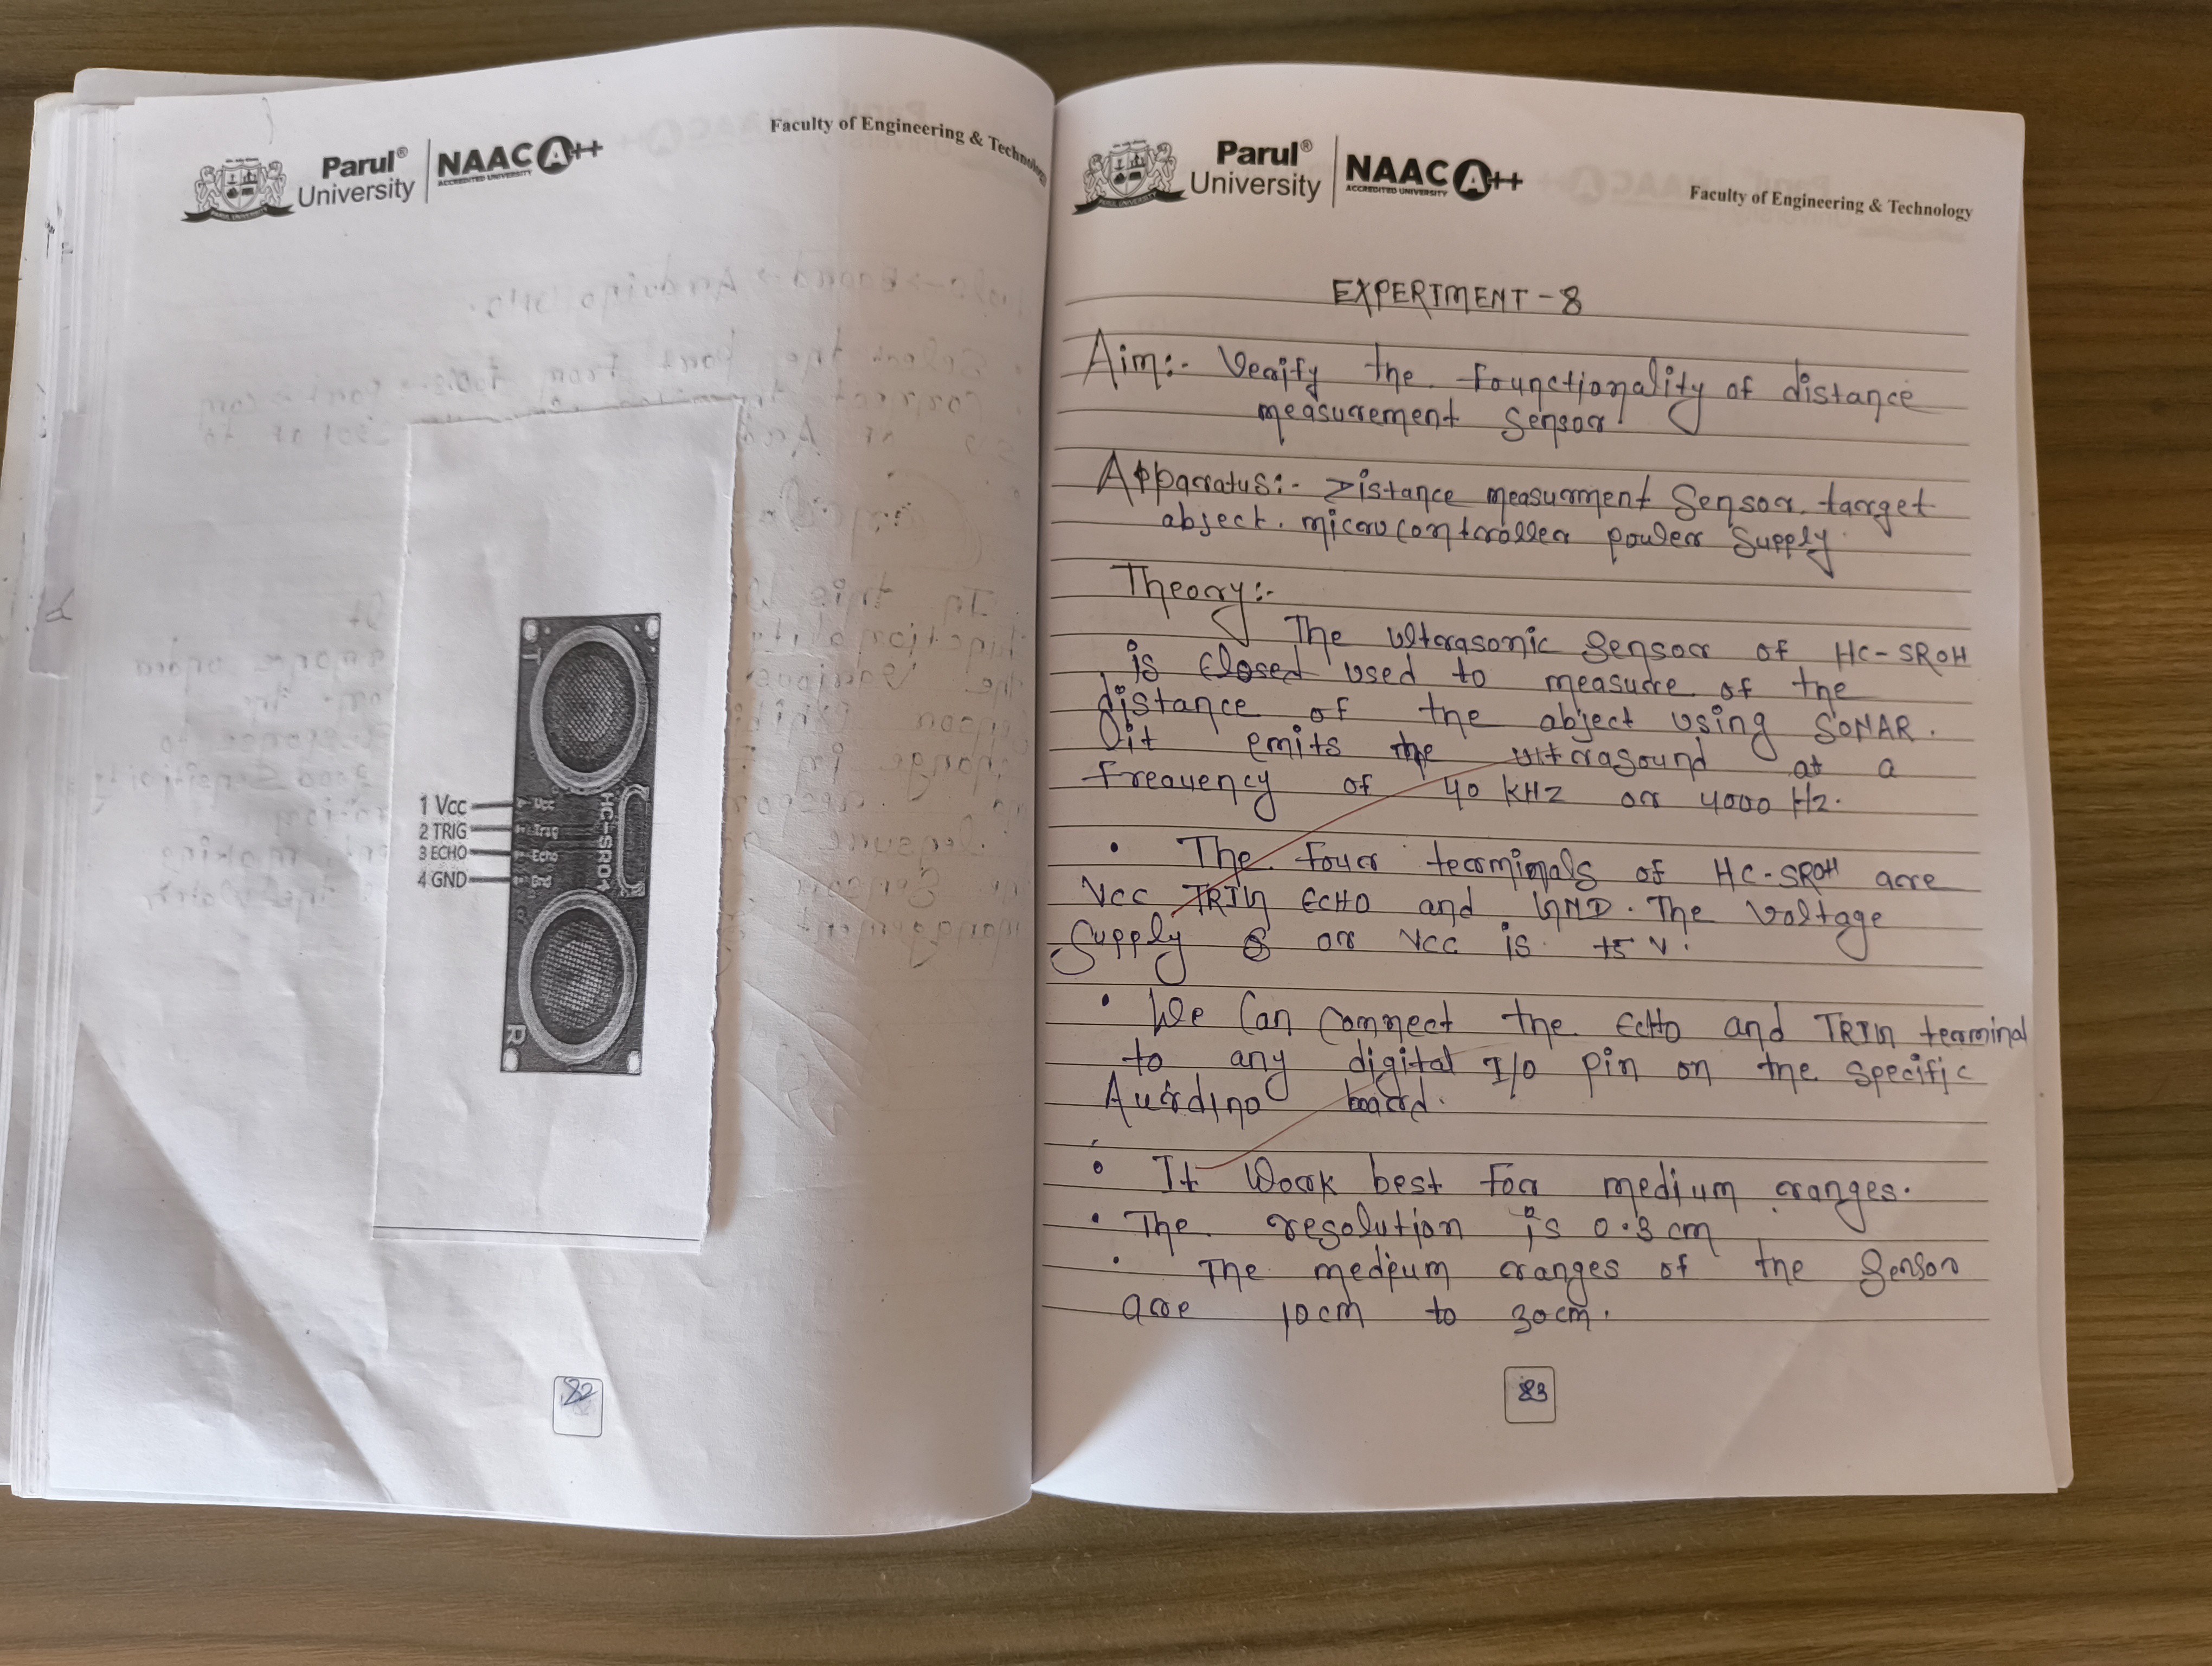 Parul® University
NAAC A++
ACCREDITED UNIVERSITY
Faculty of Engineering & Technology
1 Vcc
2 TRIG
3 ECHO
4 GND
T
Vcc
Trig
Echo
Gnd
HC-SR04
R
82
Parul® University
NAAC A++
ACCREDITED UNIVERSITY
Faculty of Engineering & Technology
EXPERIMENT - 8
Aim:- Verify the Founctionality of distance
measurement Sensor.
Apparatus:- Distance measurment Sensor. target
abject. microcontroller power Supply.
Theory:-
The ultrasonic Sensor of HC-SR04
is closed used to measure of the
distance of the abject using SONAR.
it emits the ultrasound at a
freauency of 40 KHZ or 4000 Hz.
• The four terminals of HC-SR04 are
VCC TRIG ECHO and GND. The Voltage
Supply or VCC is +5 V.
• We Can Connect the ECHO and TRIG terminal
to any digital I/O Pin on the specific
Aurdino board.
• It Work best for medium ranges.
• The resolution is 0.3 cm
• The medium ranges of the Sensor
are 10cm to 30cm.
83